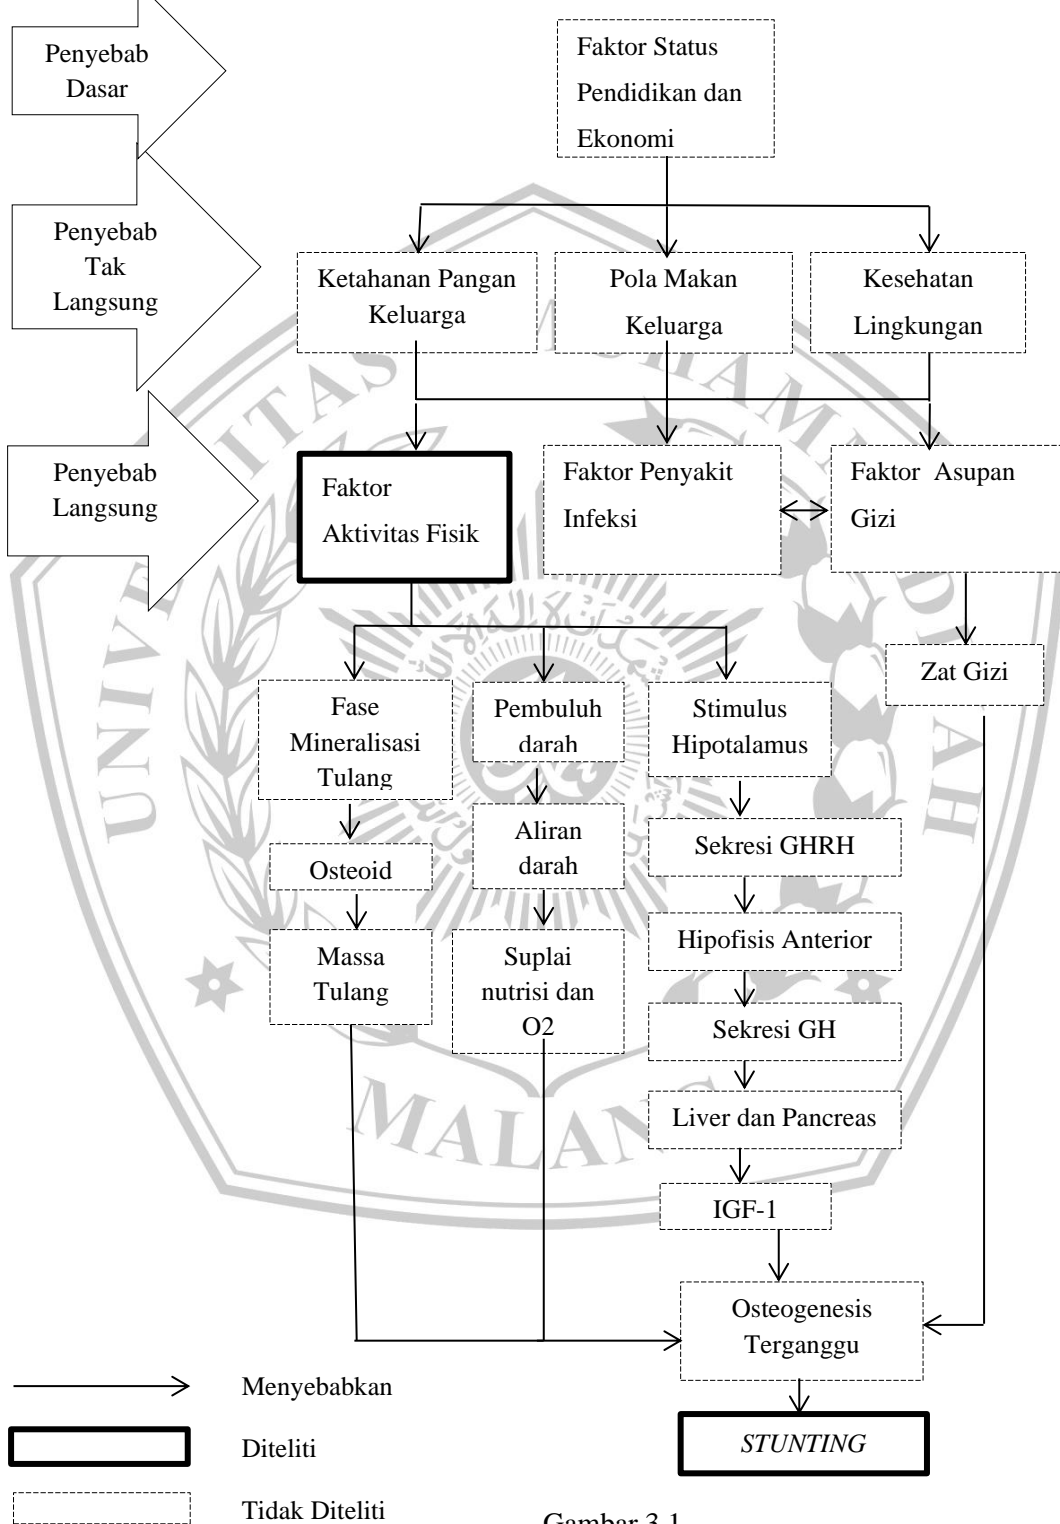 Penyebab
Dasar
Faktor Status
Pendidikan dan
Ekonomi
Penyebab
Tak
Langsung
Ketahanan Pangan
Keluarga
Pola Makan
Keluarga
Kesehatan
Lingkungan
Penyebab
Langsung
Faktor
Aktivitas Fisik
Faktor Penyakit
Infeksi
Faktor Asupan
Gizi
Zat Gizi
Fase
Mineralisasi
Tulang
Pembuluh
darah
Stimulus
Hipotalamus
Osteoid
Aliran
darah
Sekresi GHRH
Massa
Tulang
Suplai
nutrisi dan
O2
Hipofisis Anterior
Sekresi GH
Liver dan Pancreas
IGF-1
Osteogenesis
Terganggu
STUNTING
Menyebabkan
Diteliti
Tidak Diteliti
Gambar 3.1
UNIVERSITAS MUHAMMADIYAH
MALANG